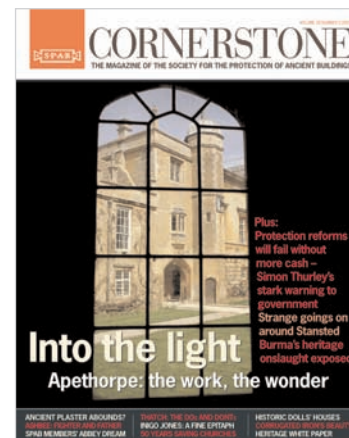 SPAB
CORNERSTONE
THE MAGAZINE OF THE SOCIETY FOR THE PROTECTION OF ANCIENT BUILDINGS
Plus:
Protection reforms
will fail without
more cash –
Simon Thurley's
stark warning to
government
Strange goings on
around Stansted
Burma's heritage
onslaught exposed
Into the light
Apethorpe: the work, the wonder
ANCIENT PLASTER ABOUNDS?
ASHBEE: FIGHTER AND FATHER
SPAB MEMBERS' ABBEY DREAM
THATCH: THE DOs AND DON'Ts
INIGO JONES: A FINE EPITAPH
50 YEARS SAVING CHURCHES
HISTORIC DOLLS' HOUSES
CORRUGATED IRON'S BEAUTY
HERITAGE WHITE PAPER